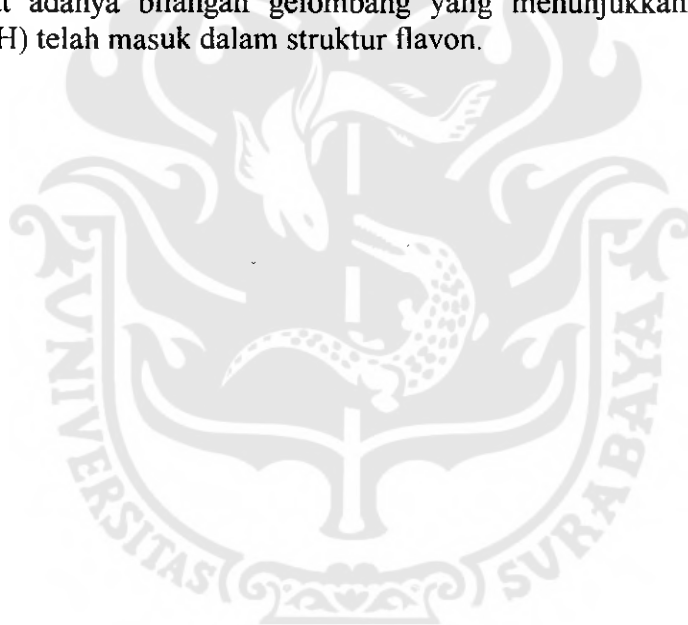 adanya bilangan gelombang yang menunjukkan
H) telah masuk dalam struktur flavon.
UNIVERSITAS SURABAYA